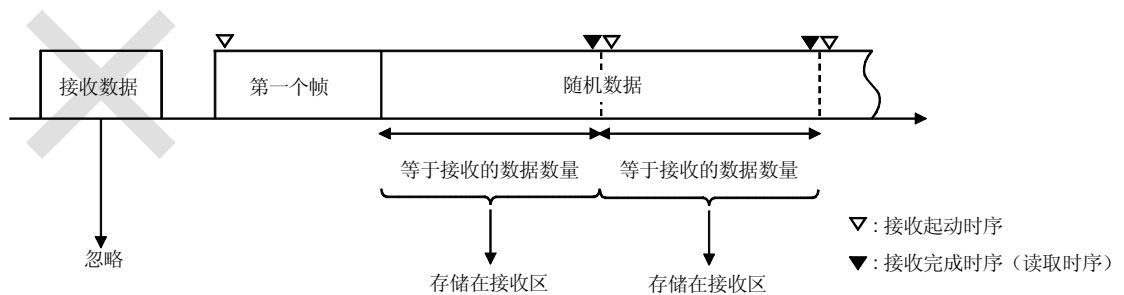 接收数据
第一个帧
随机数据
等于接收的数据数量
等于接收的数据数量
忽略
存储在接收区
存储在接收区
▽: 接收起动时序
▼: 接收完成时序（读取时序）